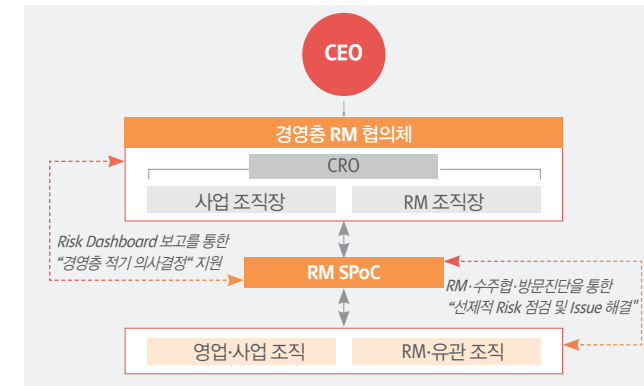 CEO
경영층 RM 협의체
CRO
사업 조직장
RM 조직장
Risk Dashboard 보고를 통한
“경영층 적기 의사결정“ 지원
RM SPoC
RM·수주협·방문진단을 통한
“선제적 Risk 점검 및 Issue 해결"
영업·사업 조직
RM·유관 조직